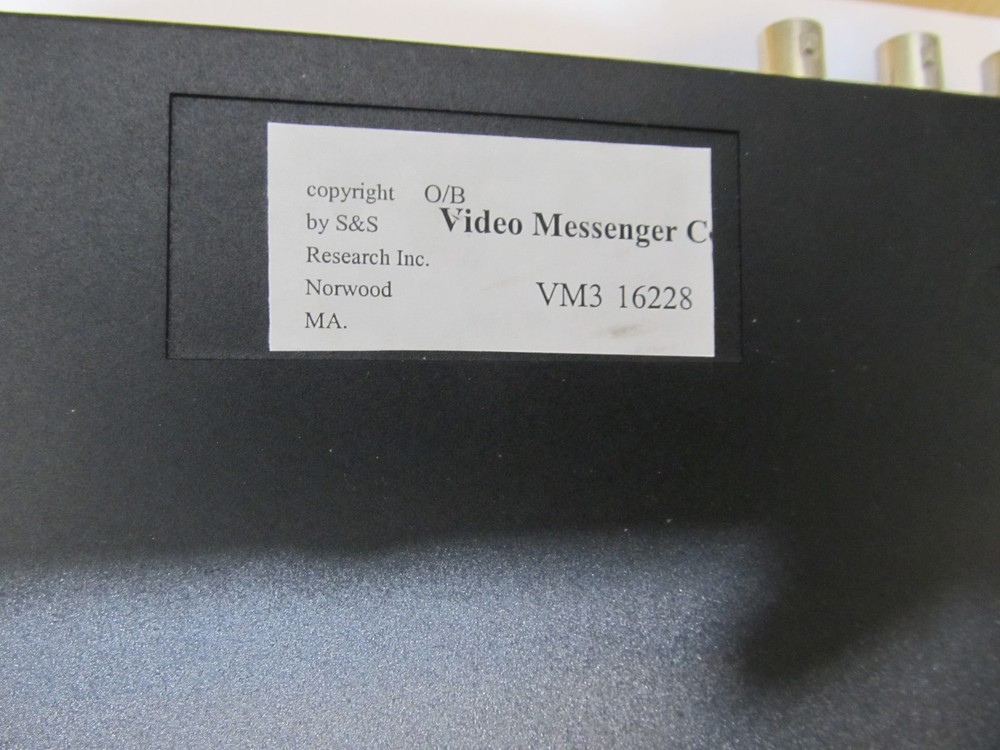 copyright
by S&S
Research Inc.
Norwood
MA.
O/B
Video Messenger
VM3 16228